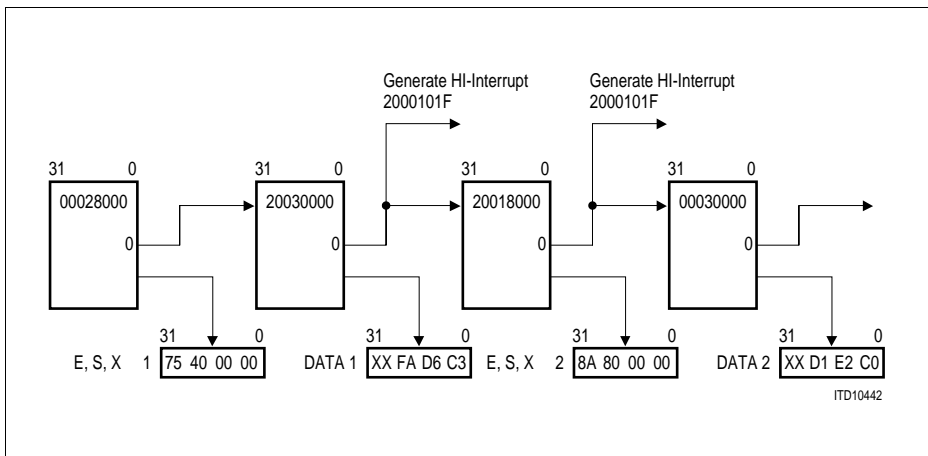 Generate HI-Interrupt Generate HI-Interrupt
2000101F 2000101F
31 0 31 0 31 0 31 0
00028000 20030000 20018000 00030000
0 0 0 0
31 0 31 0 31 0 31 0
E, S, X 1 75 40 00 00 DATA 1 XX FA D6 C3 E, S, X 2 8A 80 00 00 DATA 2 XX D1 E2 C0
ITD10442